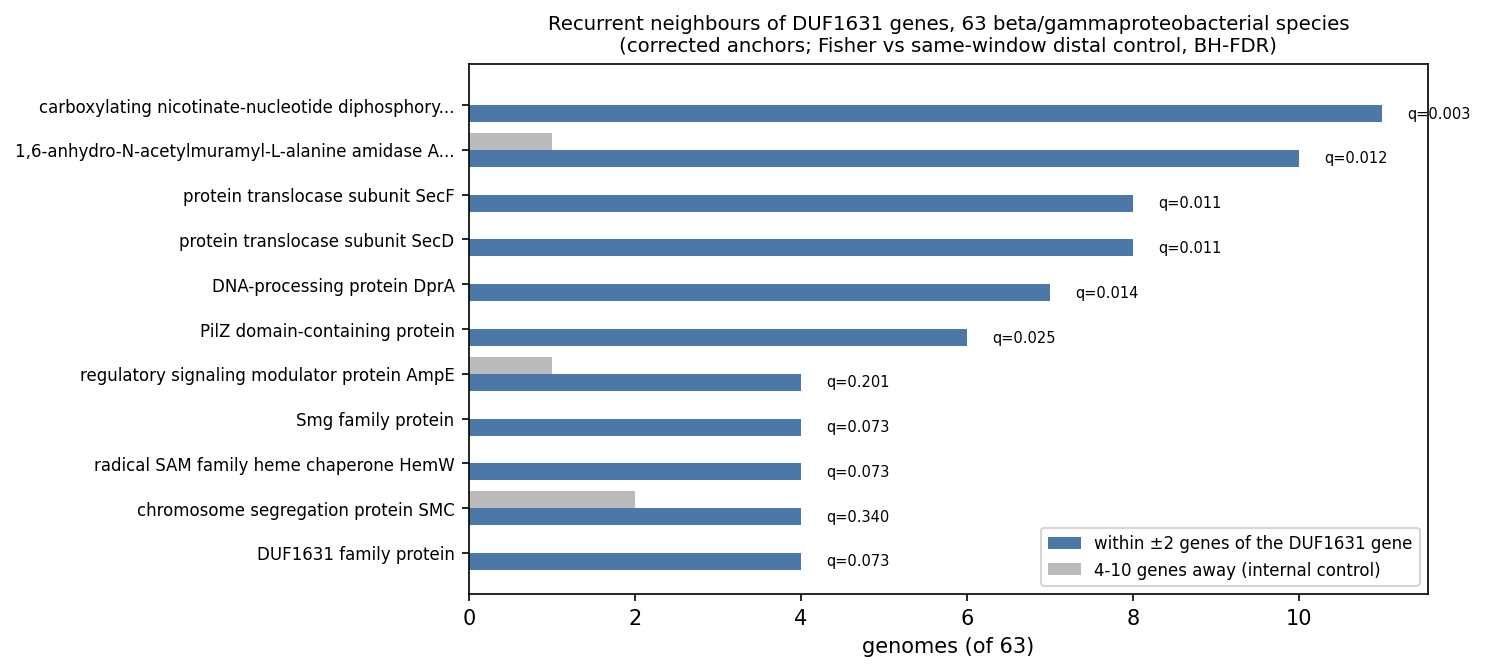 Recurrent neighbours of DUF1631 genes, 63 beta/gammaproteobacterial species
(corrected anchors; Fisher vs same-window distal control, BH-FDR)
carboxylating nicotinate-nucleotide diphosphory...
q=0.003
1,6-anhydro-N-acetylmuramyl-L-alanine amidase A...
q=0.012
protein translocase subunit SecF
q=0.011
protein translocase subunit SecD
q=0.011
DNA-processing protein DprA
q=0.014
PilZ domain-containing protein
q=0.025
regulatory signaling modulator protein AmpE
q=0.201
Smg family protein
q=0.073
radical SAM family heme chaperone HemW
q=0.073
chromosome segregation protein SMC
q=0.340
DUF1631 family protein
q=0.073
within ±2 genes of the DUF1631 gene
4-10 genes away (internal control)
0 2 4 6 8 10
genomes (of 63)